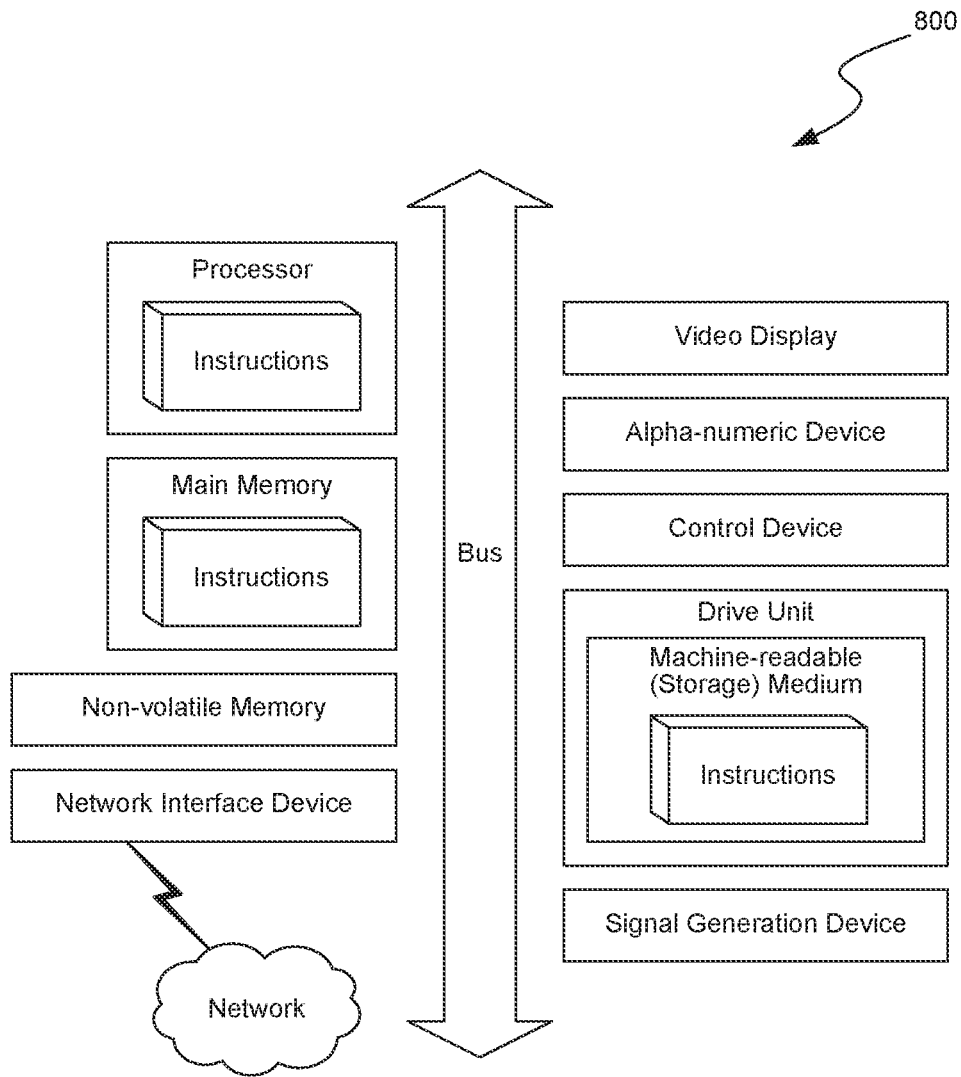 800
Processor
Instructions
Main Memory
Instructions
Non-volatile Memory
Network Interface Device
Network
Bus
Video Display
Alpha-numeric Device
Control Device
Drive Unit
Machine-readable
(Storage) Medium
Instructions
Signal Generation Device